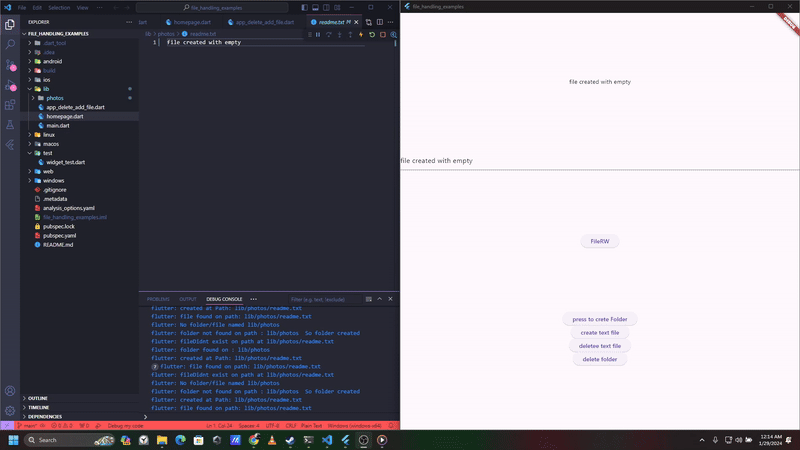 File Edit Selection View
file_handling_examples
EXPLORER
FILE_HANDLING_EXAMPLES
.dart_tool
.idea
android
build
ios
lib
photos
app_delete_add_file.dart
homepage.dart
main.dart
linux
macos
test
widget_test.dart
web
windows
.gitignore
.metadata
analysis_options.yaml
file_handling_examples.iml
pubspec.lock
pubspec.yaml
README.md
OUTLINE
TIMELINE
DEPENDENCIES
dart
homepage.dart
app_delete_add_file.dart
readme.txt
lib > photos > readme.txt
1 file created with empty
PROBLEMS OUTPUT DEBUG CONSOLE
Filter (e.g. text, !exclude)
flutter: created at Path: lib/photos/readme.txt
flutter: file found on path: lib/photos/readme.txt
flutter: No folder/file named lib/photos
flutter: folder not found on path : lib/photos So folder created
flutter: fileDidnt exist on path at lib/photos/readme.txt
flutter: folder found on : lib/photos
flutter: created at Path: lib/photos/readme.txt
2 flutter: file found on path: lib/photos/readme.txt
flutter: fileDidnt exist on path at lib/photos/readme.txt
flutter: No folder/file named lib/photos
flutter: folder not found on path : lib/photos So folder created
flutter: created at Path: lib/photos/readme.txt
flutter: file found on path: lib/photos/readme.txt
main*
Debug my code
Ln 1, Col 24
Spaces: 4
UTF-8
CRLF
Plain Text
Windows (windows-x64)
file_handling_examples
DEBUG
file created with empty
file created with empty
FileRW
press to crete Folder
create text file
deletee text file
delete folder
Search
12:14 AM
1/29/2024